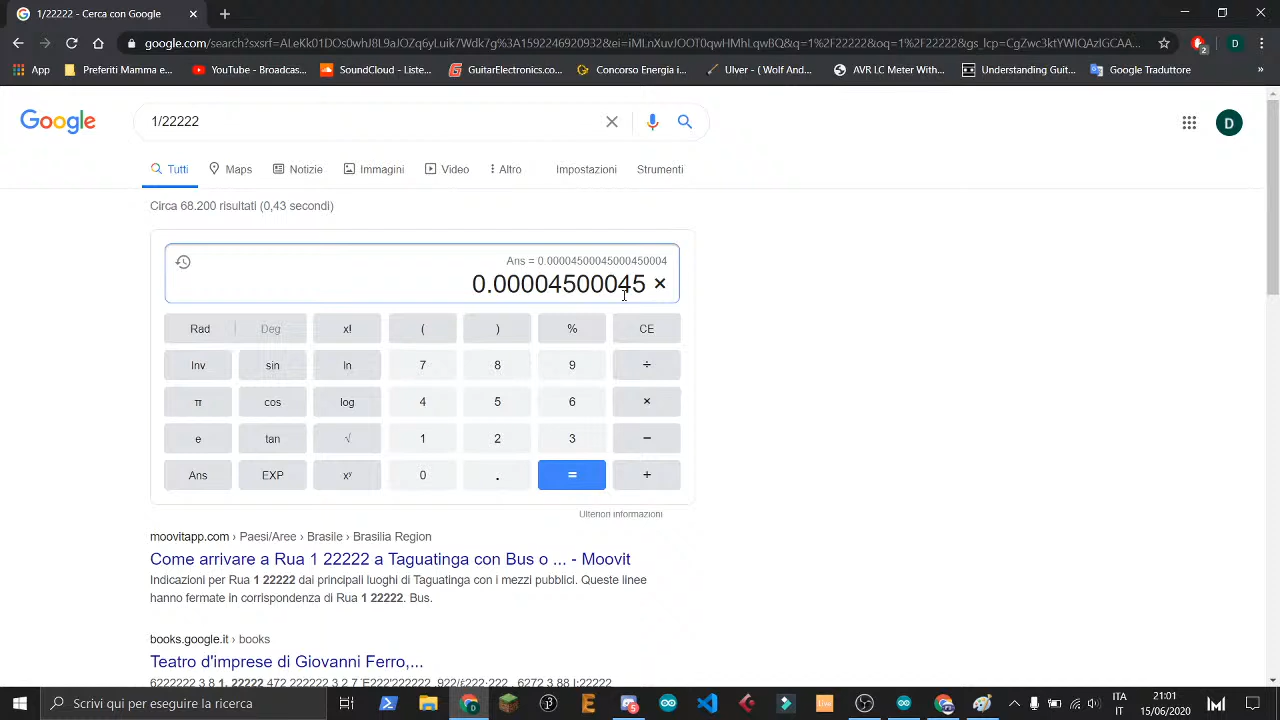 1/22222 - Cerca con Google
google.com/search?sxsrf=ALeKk01DOs0whJ8L9aJOZq6yLuik7Wdk7g%3A1592246920932&ei=iMLnXuvJOOT0qwHMhLqwBQ&q=1%2F22222&oq=1%2F22222&gs_lcp=CgZwc3ktYWIQAzIGCAA...
2
D
App
Preferiti Mamma e...
YouTube - Broadcas...
SoundCloud - Liste...
GuitarElectronics.co...
Concorso Energia i...
Ulver - ( Wolf And...
AVR LC Meter With...
Understanding Guit...
Google Traduttore
»
Google
1/22222
D
Tutti
Maps
Notizie
Immagini
Video
Altro
Impostazioni
Strumenti
Circa 68.200 risultati (0,43 secondi)
Ans = 0.00004500045000450004
0.00004500045 ×
Rad Deg x! ( ) % CE
Inv sin ln 7 8 9 ÷
π cos log 4 5 6 ×
e tan √ 1 2 3 −
Ans EXP xʸ 0 . = +
Ulteriori informazioni
moovitapp.com › Paesi/Aree › Brasile › Brasilia Region
Come arrivare a Rua 1 22222 a Taguatinga con Bus o ... - Moovit
Indicazioni per Rua 1 22222 dai principali luoghi di Taguatinga con i mezzi pubblici. Queste linee
hanno fermate in corrispondenza di Rua 1 22222. Bus.
books.google.it › books
Teatro d'imprese di Giovanni Ferro,...
Scrivi qui per eseguire la ricerca
Live
ITA
IT
21:01
15/06/2020